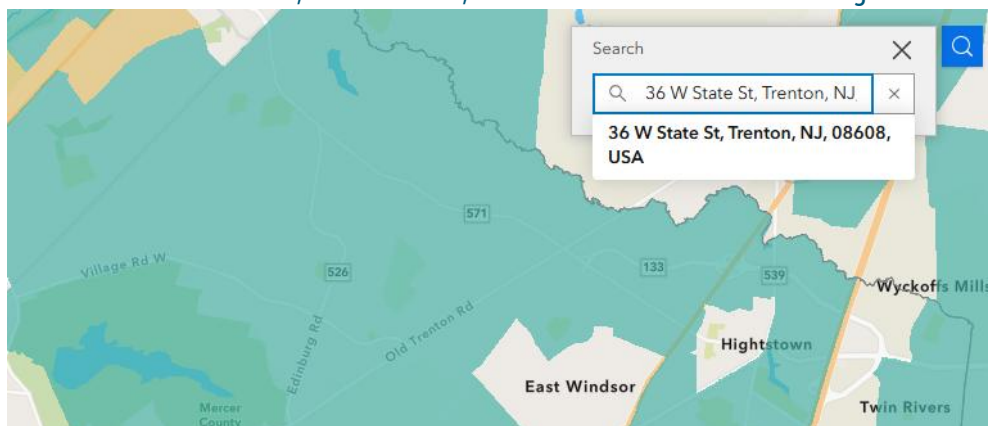 Search
36 W State St, Trenton, NJ,
36 W State St, Trenton, NJ, 08608,
USA
571
Village Rd W
526
133
539
Wyckoffs Mills
Edinburg Rd
Old Trenton Rd
Hightstown
East Windsor
Mercer
County
Twin Rivers